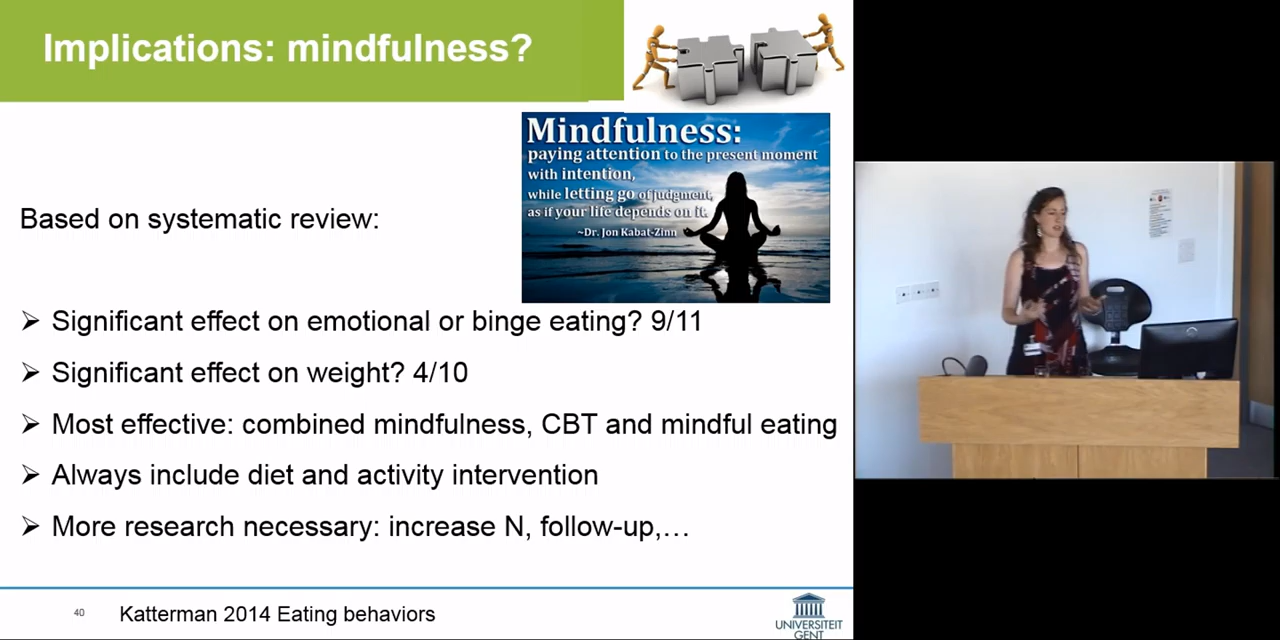 Implications: mindfulness?
Mindfulness:
paying attention to the present moment
with intention,
while letting go of judgment,
as if your life depends on it.
~Dr. Jon Kabat-Zinn
Based on systematic review:
➢ Significant effect on emotional or binge eating? 9/11
➢ Significant effect on weight? 4/10
➢ Most effective: combined mindfulness, CBT and mindful eating
➢ Always include diet and activity intervention
➢ More research necessary: increase N, follow-up,…
40
Katterman 2014 Eating behaviors
UNIVERSITEIT
GENT